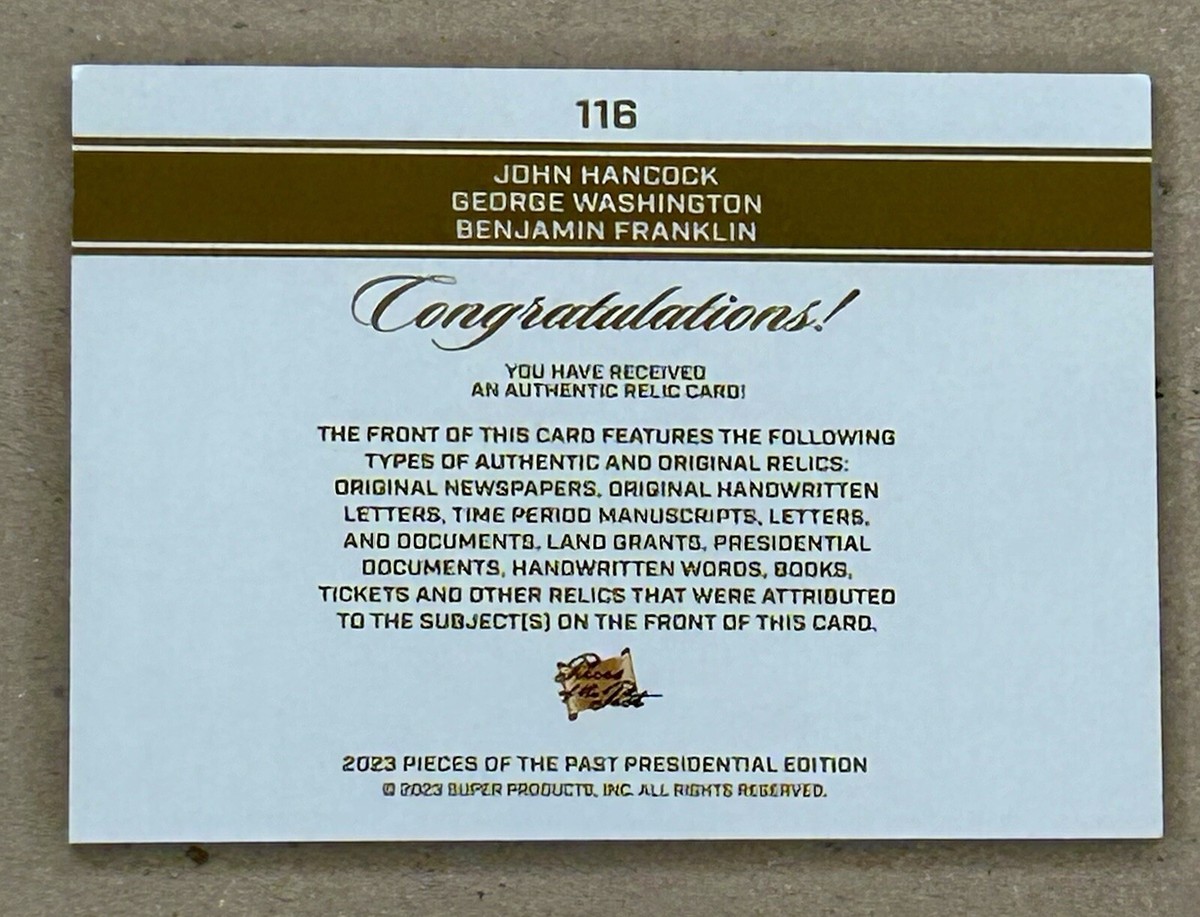 116
JOHN HANCOCK
GEORGE WASHINGTON
BENJAMIN FRANKLIN
Congratulations!
YOU HAVE RECEIVED
AN AUTHENTIC RELIC CARD!
THE FRONT OF THIS CARD FEATURES THE FOLLOWING
TYPES OF AUTHENTIC AND ORIGINAL RELICS:
ORIGINAL NEWSPAPERS, ORIGINAL HANDWRITTEN
LETTERS, TIME PERIOD MANUSCRIPTS, LETTERS,
AND DOCUMENTS, LAND GRANTS, PRESIDENTIAL
DOCUMENTS, HANDWRITTEN WORDS, BOOKS,
TICKETS AND OTHER RELICS THAT WERE ATTRIBUTED
TO THE SUBJECT(S) ON THE FRONT OF THIS CARD.
Pieces
of the Past
2023 PIECES OF THE PAST PRESIDENTIAL EDITION
© 2023 SUPER PRODUCTS, INC. ALL RIGHTS RESERVED.